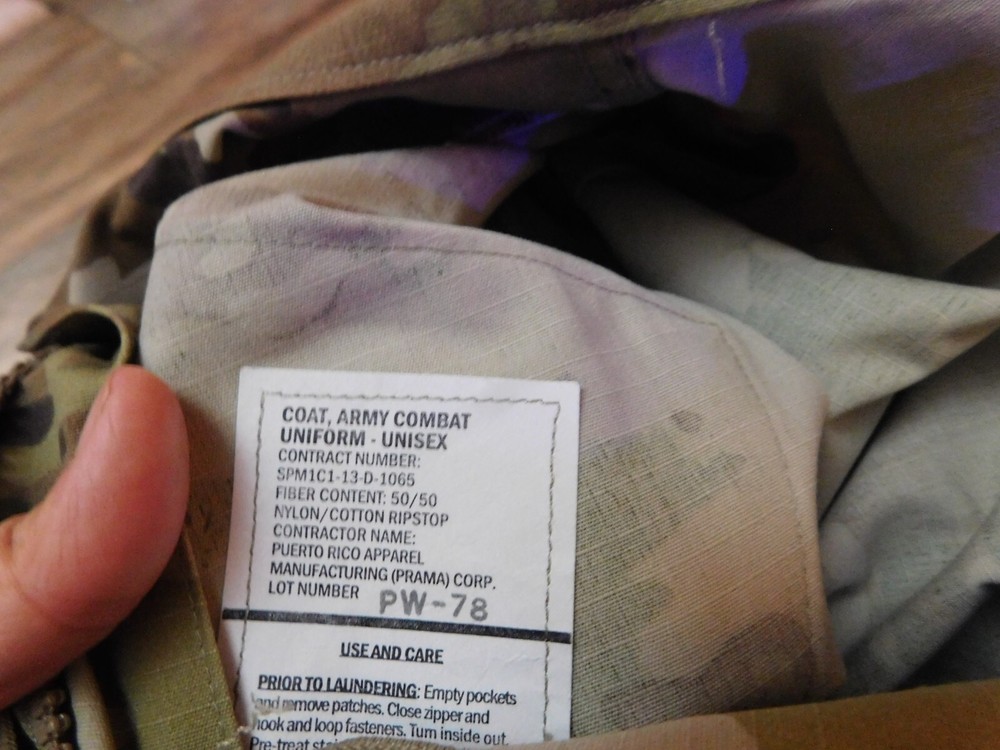 COAT, ARMY COMBAT
UNIFORM - UNISEX
CONTRACT NUMBER:
SPM1C1-13-D-1065
FIBER CONTENT: 50/50
NYLON/COTTON RIPSTOP
CONTRACTOR NAME:
PUERTO RICO APPAREL
MANUFACTURING (PRAMA) CORP.
LOT NUMBER PW-78
USE AND CARE
PRIOR TO LAUNDERING: Empty pockets
and remove patches. Close zipper and
hook and loop fasteners. Turn inside out.
Pre-treat